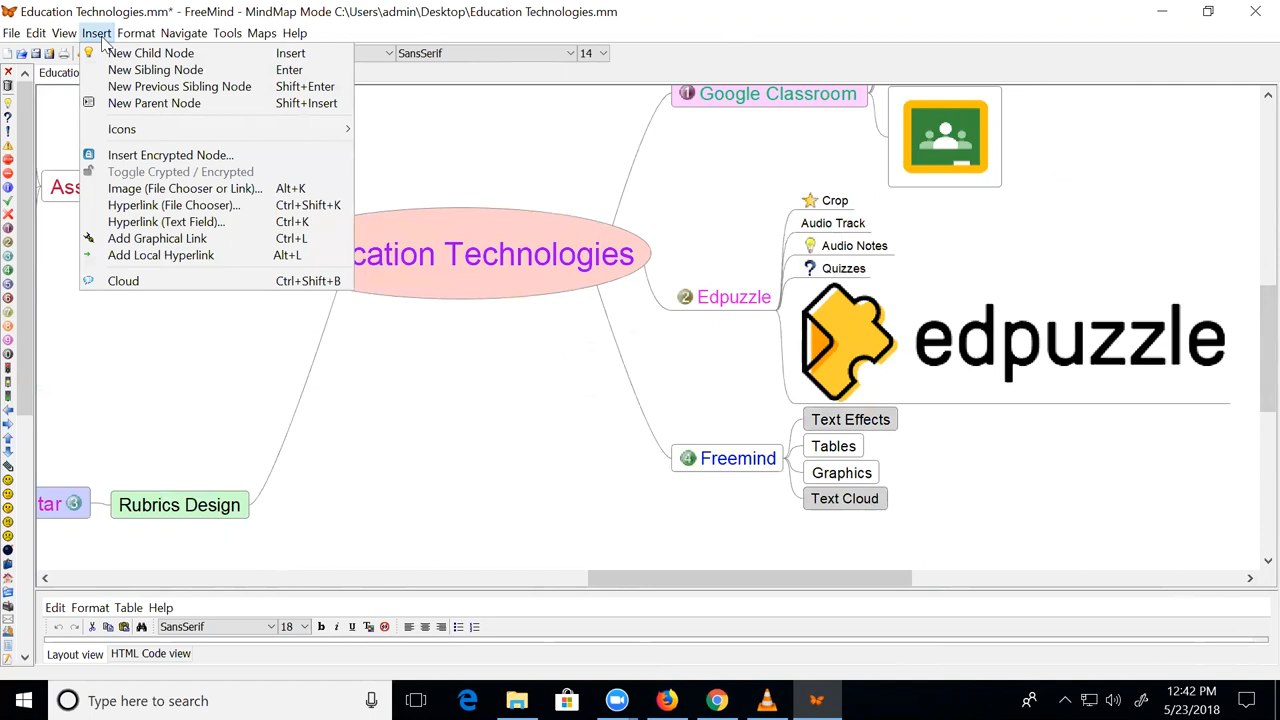 Education Technologies.mm* - FreeMind - MindMap Mode C:\Users\admin\Desktop\Education Technologies.mm
File Edit View Insert Format Navigate Tools Maps Help
SansSerif 14
Educatio
New Child Node Insert
New Sibling Node Enter
New Previous Sibling Node Shift+Enter
New Parent Node Shift+Insert
Icons
Insert Encrypted Node...
Toggle Crypted / Encrypted
Image (File Chooser or Link)... Alt+K
Hyperlink (File Chooser)... Ctrl+Shift+K
Hyperlink (Text Field)... Ctrl+K
Add Graphical Link Ctrl+L
Add Local Hyperlink Alt+L
Cloud Ctrl+Shift+B
Ass
cation Technologies
1 Google Classroom
Crop
Audio Track
Audio Notes
? Quizzes
2 Edpuzzle
edpuzzle
4 Freemind
Text Effects
Tables
Graphics
Text Cloud
tar 3
Rubrics Design
Edit Format Table Help
SansSerif 18 b i u
Layout view HTML Code view
Type here to search
12:42 PM
5/23/2018